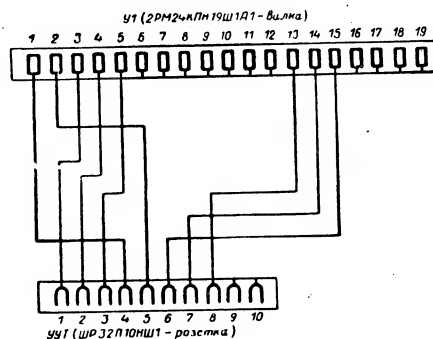 У1 (2РМ24кПн19Ш1А1 - Вилка)
1 2 3 4 5 6 7 8 9 10 11 12 13 14 15 16 17 18 19
1 2 3 4 5 6 7 8 9 10
УУТ (ШР32П10НШ1 - розетка)